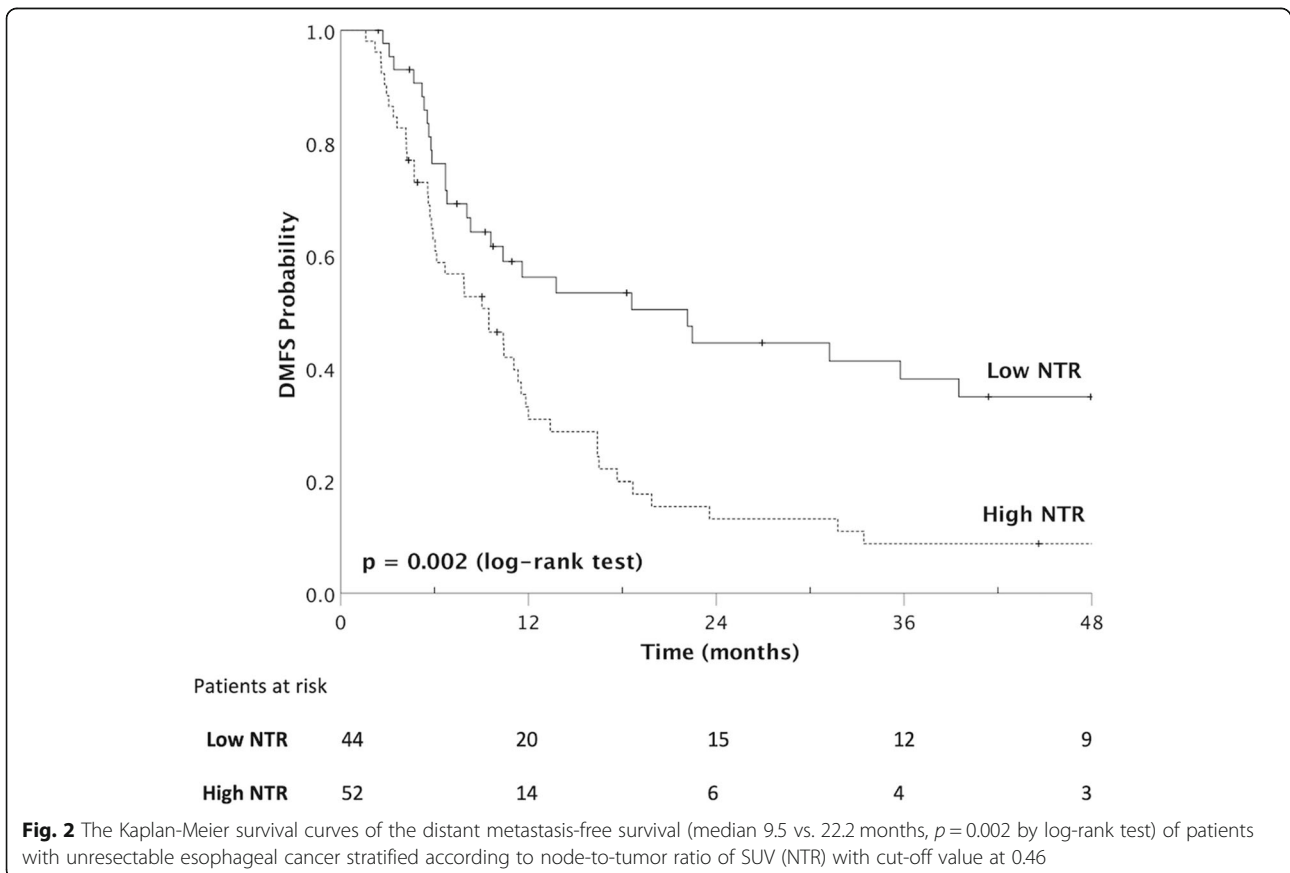 1.0
0.8
0.6
0.4
0.2
0.0
DMFS Probability
Low NTR
High NTR
p = 0.002 (log-rank test)
0 12 24 36 48
Time (months)
Patients at risk
Low NTR 44 20 15 12 9
High NTR 52 14 6 4 3
Fig. 2 The Kaplan-Meier survival curves of the distant metastasis-free survival (median 9.5 vs. 22.2 months, p = 0.002 by log-rank test) of patients
with unresectable esophageal cancer stratified according to node-to-tumor ratio of SUV (NTR) with cut-off value at 0.46